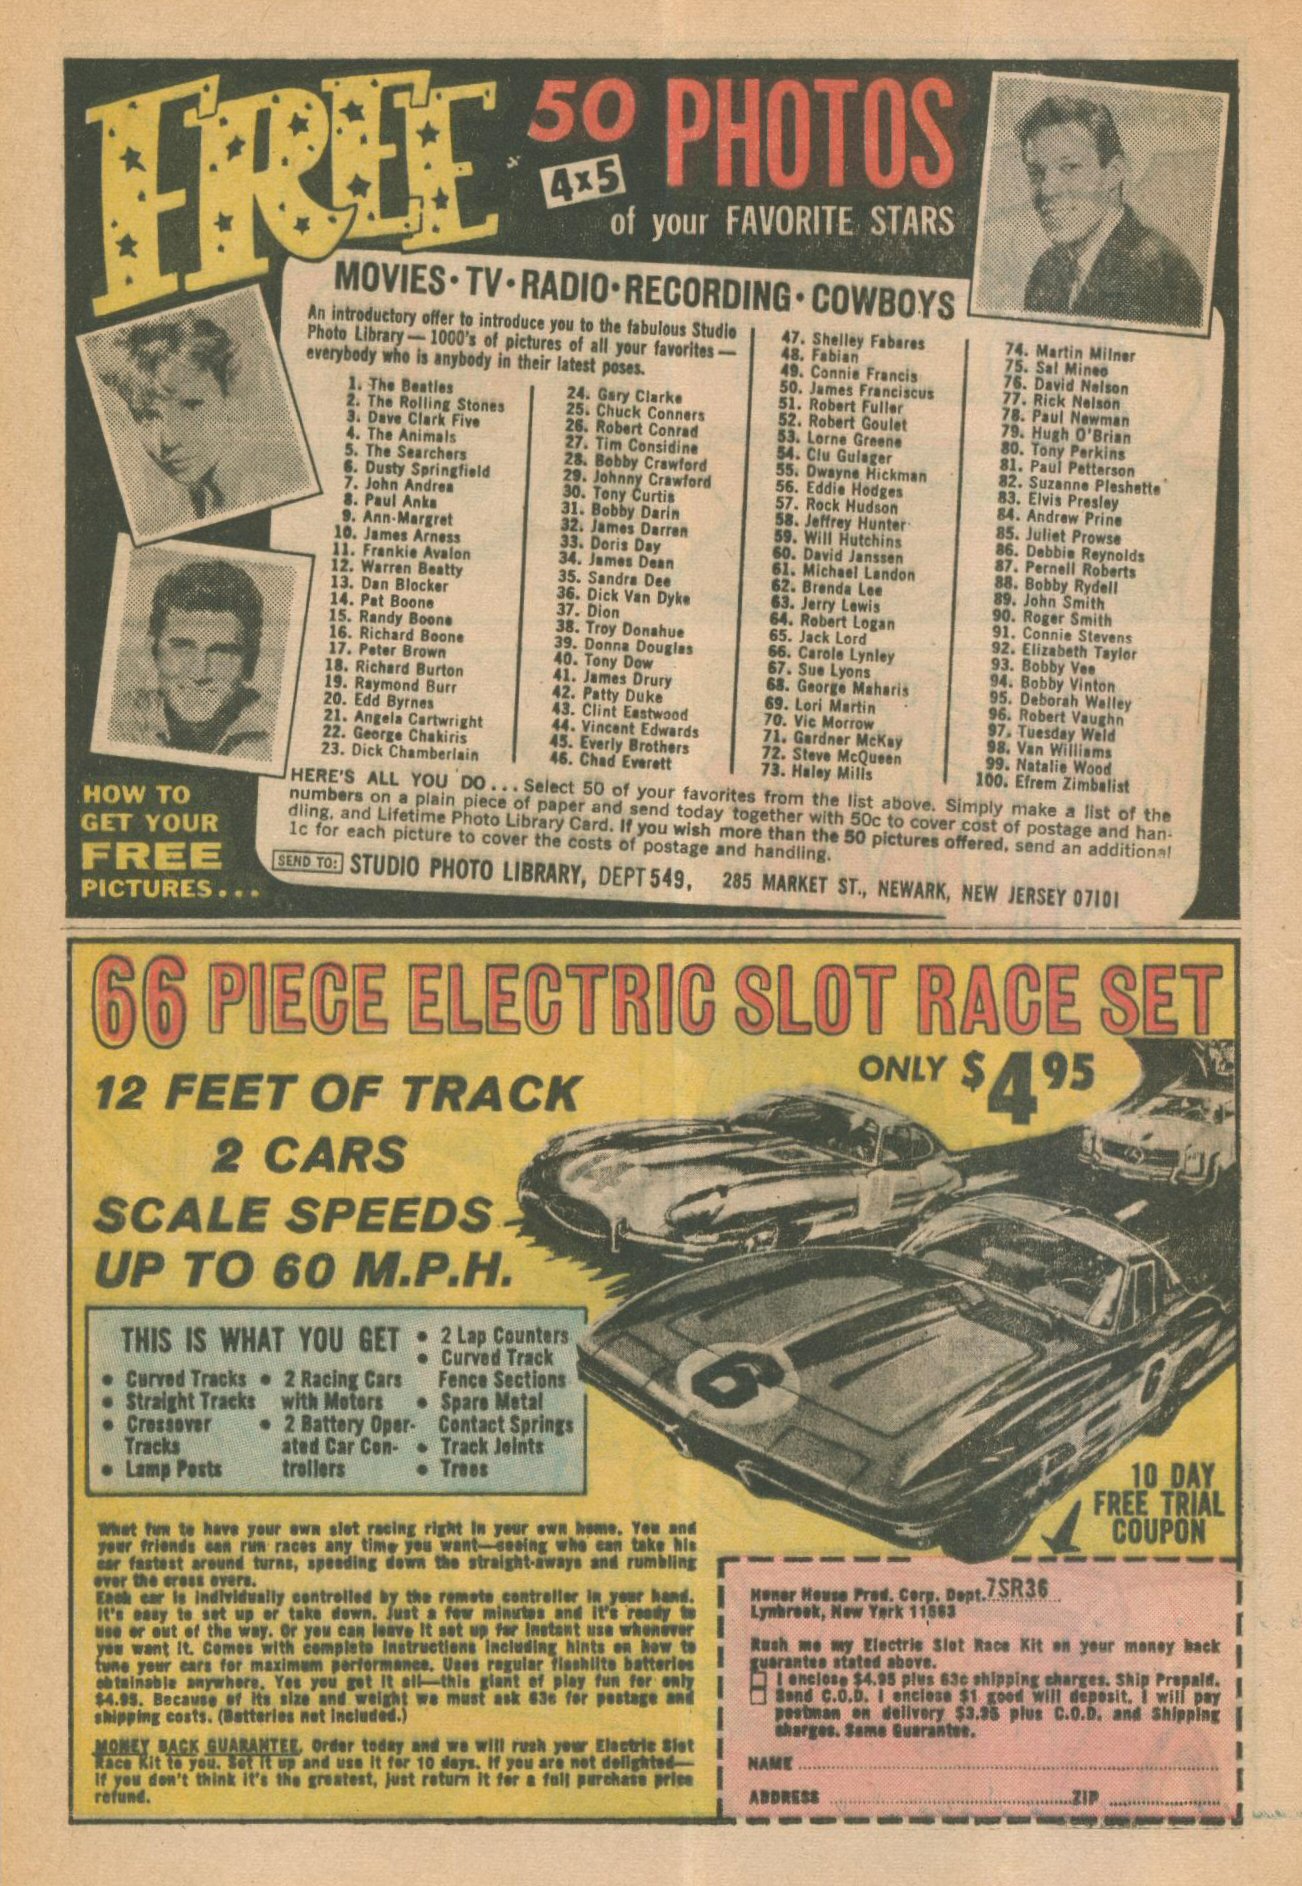 FREE
50 PHOTOS
4x5
of your FAVORITE STARS
MOVIES · TV · RADIO · RECORDING · COWBOYS
An introductory offer to introduce you to the fabulous Studio
Photo Library — 1000's of pictures of all your favorites —
everybody who is anybody in their latest poses.
1. The Beatles
2. The Rolling Stones
3. Dave Clark Five
4. The Animals
5. The Searchers
6. Dusty Springfield
7. John Andrea
8. Paul Anka
9. Ann-Margret
10. James Arness
11. Frankie Avalon
12. Warren Beatty
13. Dan Blocker
14. Pat Boone
15. Randy Boone
16. Richard Boone
17. Peter Brown
18. Richard Burton
19. Raymond Burr
20. Edd Byrnes
21. Angela Cartwright
22. George Chakiris
23. Dick Chamberlain
24. Gary Clarke
25. Chuck Conners
26. Robert Conrad
27. Tim Considine
28. Bobby Crawford
29. Johnny Crawford
30. Tony Curtis
31. Bobby Darin
32. James Darren
33. Doris Day
34. James Dean
35. Sandra Dee
36. Dick Van Dyke
37. Dion
38. Troy Donahue
39. Donna Douglas
40. Tony Dow
41. James Drury
42. Patty Duke
43. Clint Eastwood
44. Vincent Edwards
45. Everly Brothers
46. Chad Everett
47. Shelley Fabares
48. Fabian
49. Connie Francis
50. James Franciscus
51. Robert Fuller
52. Robert Goulet
53. Lorne Greene
54. Clu Gulager
55. Dwayne Hickman
56. Eddie Hodges
57. Rock Hudson
58. Jeffrey Hunter
59. Will Hutchins
60. David Janssen
61. Michael Landon
62. Brenda Lee
63. Jerry Lewis
64. Robert Logan
65. Jack Lord
66. Carole Lynley
67. Sue Lyons
68. George Maharis
69. Lori Martin
70. Vic Morrow
71. Gardner McKay
72. Steve McQueen
73. Haley Mills
74. Martin Milner
75. Sal Mineo
76. David Nelson
77. Rick Nelson
78. Paul Newman
79. Hugh O'Brian
80. Tony Perkins
81. Paul Petterson
82. Suzanne Pleshette
83. Elvis Presley
84. Andrew Prine
85. Juliet Prowse
86. Debbie Reynolds
87. Pernell Roberts
88. Bobby Rydell
89. John Smith
90. Roger Smith
91. Connie Stevens
92. Elizabeth Taylor
93. Bobby Vee
94. Bobby Vinton
95. Deborah Walley
96. Robert Vaughn
97. Tuesday Weld
98. Van Williams
99. Natalie Wood
100. Efrem Zimbalist
HOW TO
GET YOUR
FREE
PICTURES...
HERE'S ALL YOU DO... Select 50 of your favorites from the list above. Simply make a list of the
numbers on a plain piece of paper and send today together with 50c to cover cost of postage and han-
dling, and Lifetime Photo Library Card. If you wish more than the 50 pictures offered, send an additional
1c for each picture to cover the costs of postage and handling.
SEND TO: STUDIO PHOTO LIBRARY, DEPT 549, 285 MARKET ST., NEWARK, NEW JERSEY 07101
66 PIECE ELECTRIC SLOT RACE SET
ONLY $4.95
12 FEET OF TRACK
2 CARS
SCALE SPEEDS
UP TO 60 M.P.H.
THIS IS WHAT YOU GET
• Curved Tracks
• Straight Tracks
• Crossover
Tracks
• Lamp Posts
• 2 Racing Cars
with Motors
• 2 Battery Oper-
ated Car Con-
trollers
• 2 Lap Counters
• Curved Track
Fence Sections
• Spare Metal
Contact Springs
• Track Joints
• Trees
6
6
10 DAY
FREE TRIAL
COUPON
What fun to have your own slot racing right in your own home. You and
your friends can run races any time you want—seeing who can take his
car fastest around turns, speeding down the straight-aways and rumbling
over the cross overs.
Each car is individually controlled by the remote controller in your hand.
It's easy to set up or take down. Just a few minutes and it's ready to
use or out of the way. Or you can leave it set up for instant use whenever
you want it. Comes with complete instructions including hints on how to
tune your cars for maximum performance. Uses regular flashlite batteries
obtainable anywhere. Yes you get it all—this giant of play fun for only
$4.95. Because of its size and weight we must ask 63c for postage and
shipping costs. (Batteries not included.)
MONEY BACK GUARANTEE. Order today and we will rush your Electric Slot
Race Kit to you. Set it up and use it for 10 days. If you are not delighted—
if you don't think it's the greatest, just return it for a full purchase price
refund.
Honor House Prod. Corp. Dept. 7SR36
Lynbrook, New York 11563
Rush me my Electric Slot Race Kit on your money back
guarantee stated above.
I enclose $4.95 plus 63c shipping charges. Ship Prepaid.
Send C.O.D. I enclose $1 good will deposit. I will pay
postman on delivery $3.95 plus C.O.D. and Shipping
charges. Same Guarantee.
NAME
ADDRESS ZIP